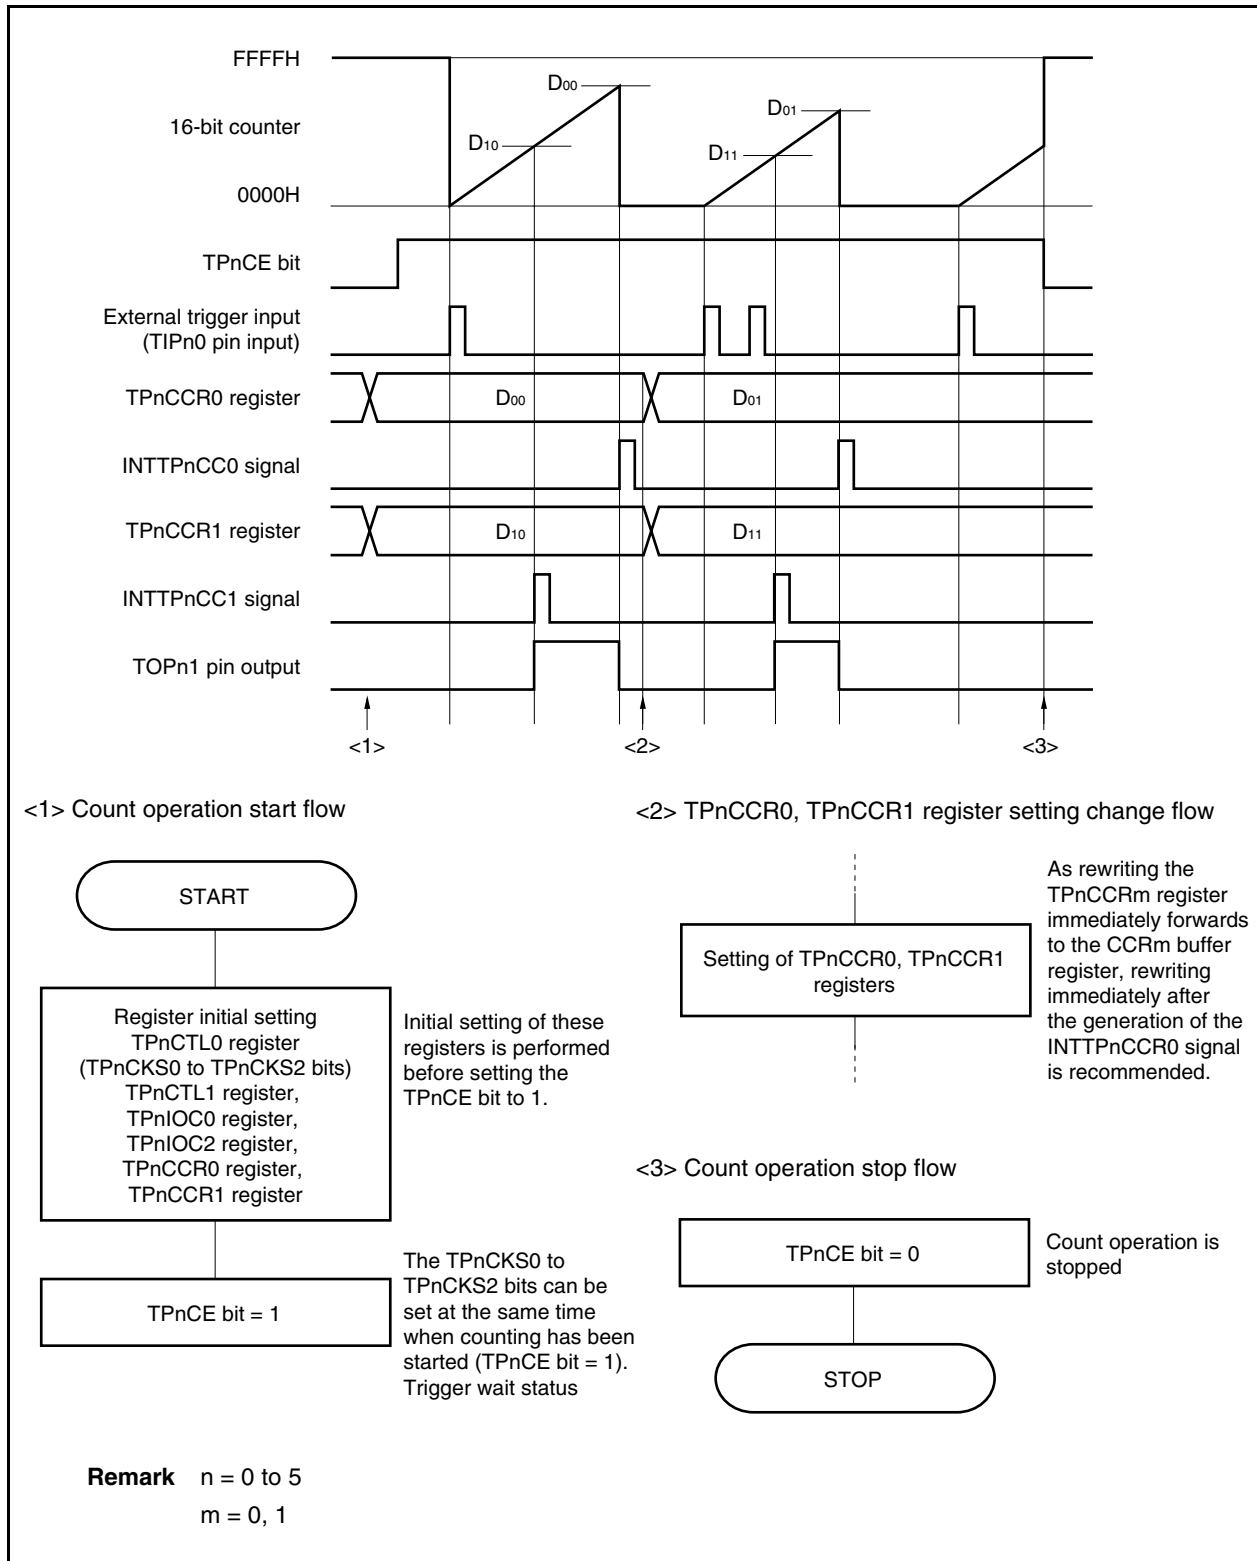 FFFFH
D00
D01
16-bit counter
D10
D11
0000H
TPnCE bit
External trigger input
(TIPn0 pin input)
TPnCCR0 register
D00
D01
INTTPnCC0 signal
TPnCCR1 register
D10
D11
INTTPnCC1 signal
TOPn1 pin output
<1>
<2>
<3>
<1> Count operation start flow
START
Register initial setting
TPnCTL0 register
(TPnCKS0 to TPnCKS2 bits)
TPnCTL1 register,
TPnIOC0 register,
TPnIOC2 register,
TPnCCR0 register,
TPnCCR1 register
Initial setting of these
registers is performed
before setting the
TPnCE bit to 1.
TPnCE bit = 1
The TPnCKS0 to
TPnCKS2 bits can be
set at the same time
when counting has been
started (TPnCE bit = 1).
Trigger wait status
<2> TPnCCR0, TPnCCR1 register setting change flow
Setting of TPnCCR0, TPnCCR1
registers
As rewriting the
TPnCCRm register
immediately forwards
to the CCRm buffer
register, rewriting
immediately after
the generation of the
INTTPnCCR0 signal
is recommended.
<3> Count operation stop flow
TPnCE bit = 0
Count operation is
stopped
STOP
Remark n = 0 to 5
m = 0, 1